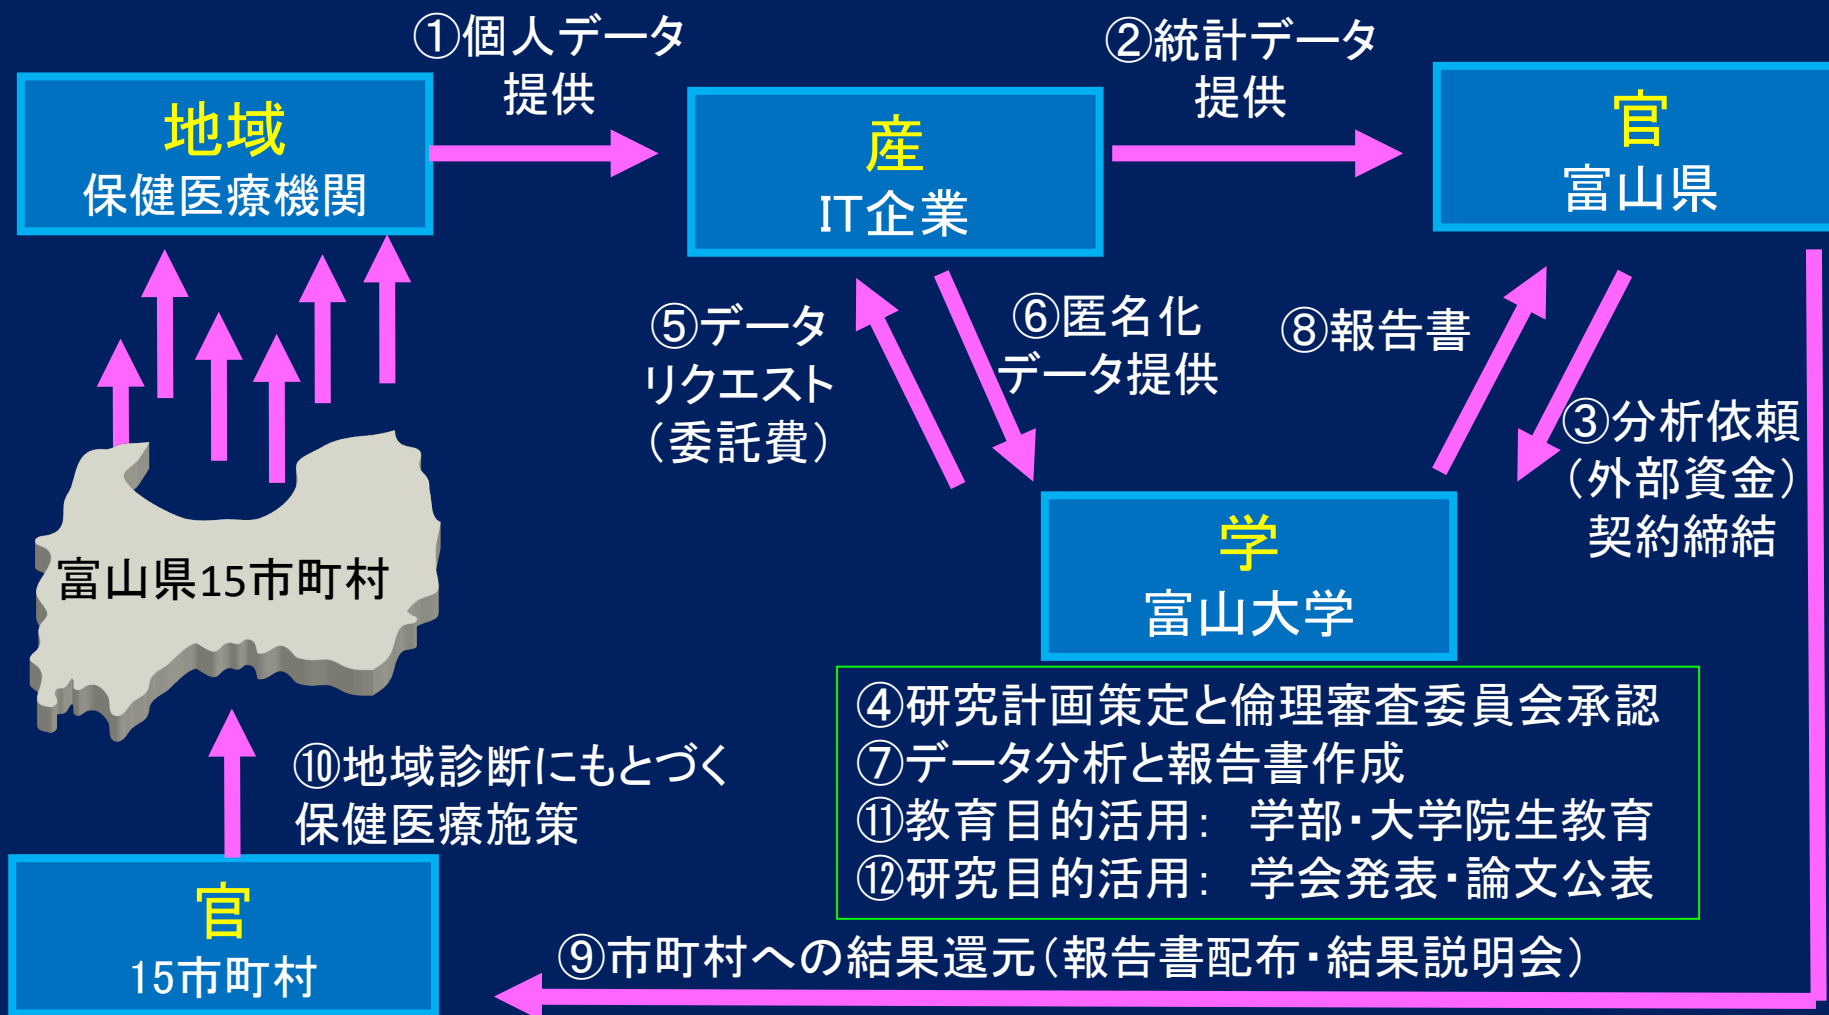 ①個人データ
提供
②統計データ
提供
地域
保健医療機関
産
IT企業
官
富山県
⑤データ
リクエスト
（委託費）
⑥匿名化
データ提供
⑧報告書
③分析依頼
（外部資金）
契約締結
富山県15市町村
学
富山大学
④研究計画策定と倫理審査委員会承認
⑦データ分析と報告書作成
⑪教育目的活用：　学部・大学院生教育
⑫研究目的活用：　学会発表・論文公表
⑩地域診断にもとづく
保健医療施策
官
15市町村
⑨市町村への結果還元（報告書配布・結果説明会）